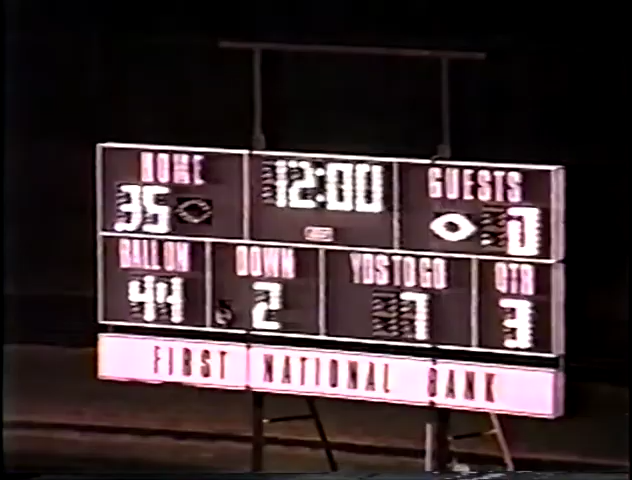 HOME
12:00
GUESTS
35
0
BALL ON
DOWN
YDS TO GO
QTR
44
2
7
3
FIRST NATIONAL BANK